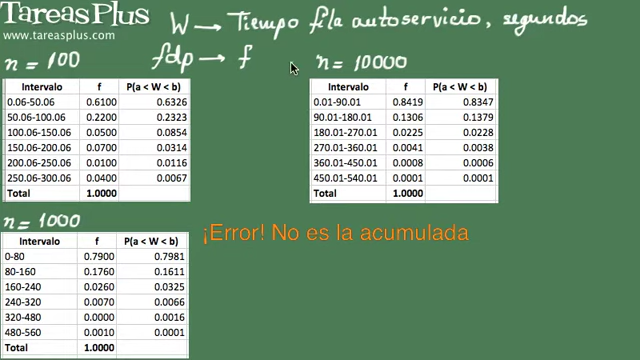 TareasPlus
www.tareasplus.com
W → Tiempo fila autoservicio, segundos
fdp → f
n = 100
Intervalo f P(a < W < b)
0.06-50.06 0.6100 0.6326
50.06-100.06 0.2200 0.2323
100.06-150.06 0.0500 0.0854
150.06-200.06 0.0700 0.0314
200.06-250.06 0.0100 0.0116
250.06-300.06 0.0400 0.0067
Total 1.0000
n = 10000
Intervalo f P(a < W < b)
0.01-90.01 0.8419 0.8347
90.01-180.01 0.1306 0.1379
180.01-270.01 0.0225 0.0228
270.01-360.01 0.0041 0.0038
360.01-450.01 0.0008 0.0006
450.01-540.01 0.0001 0.0001
Total 1.0000
n = 1000
Intervalo f P(a < W < b)
0-80 0.7900 0.7981
80-160 0.1760 0.1611
160-240 0.0260 0.0325
240-320 0.0070 0.0066
320-480 0.0000 0.0016
480-560 0.0010 0.0001
Total 1.0000
¡Error! No es la acumulada